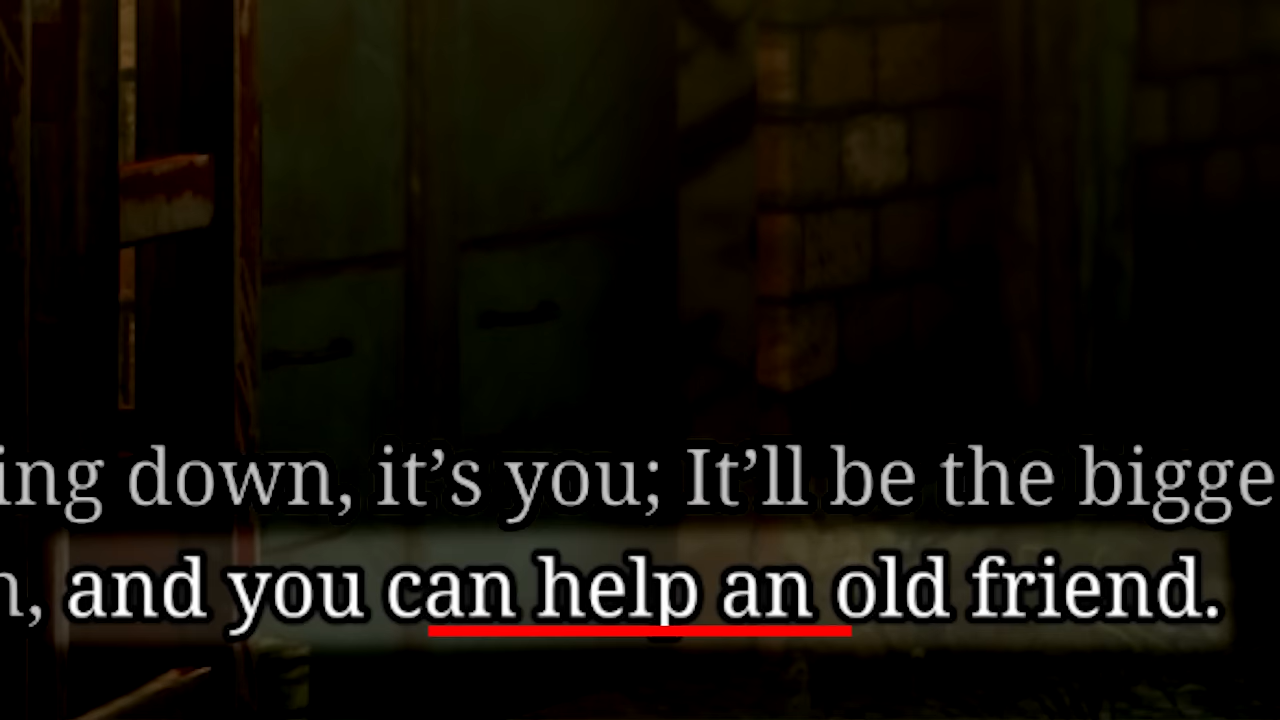 ing down, it’s you; It’ll be the bigge
n, and you can help an old friend.